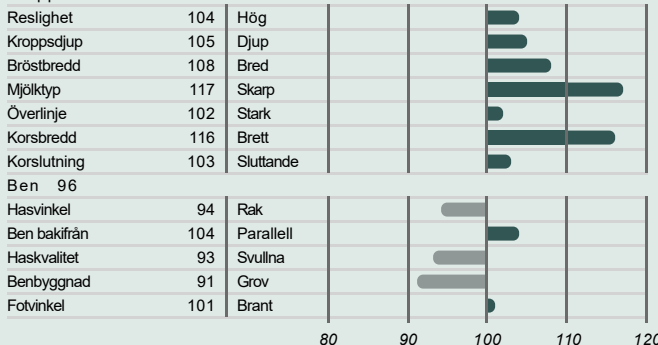 Reslighet 104 Hög
Kroppsdjup 105 Djup
Bröstbredd 108 Bred
Mjölktyp 117 Skarp
Överlinje 102 Stark
Korsbredd 116 Brett
Korslutning 103 Sluttande
Ben 96
Hasvinkel 94 Rak
Ben bakifrån 104 Parallell
Haskvalitet 93 Svullna
Benbyggnad 91 Grov
Fotvinkel 101 Brant
80 90 100 110 120